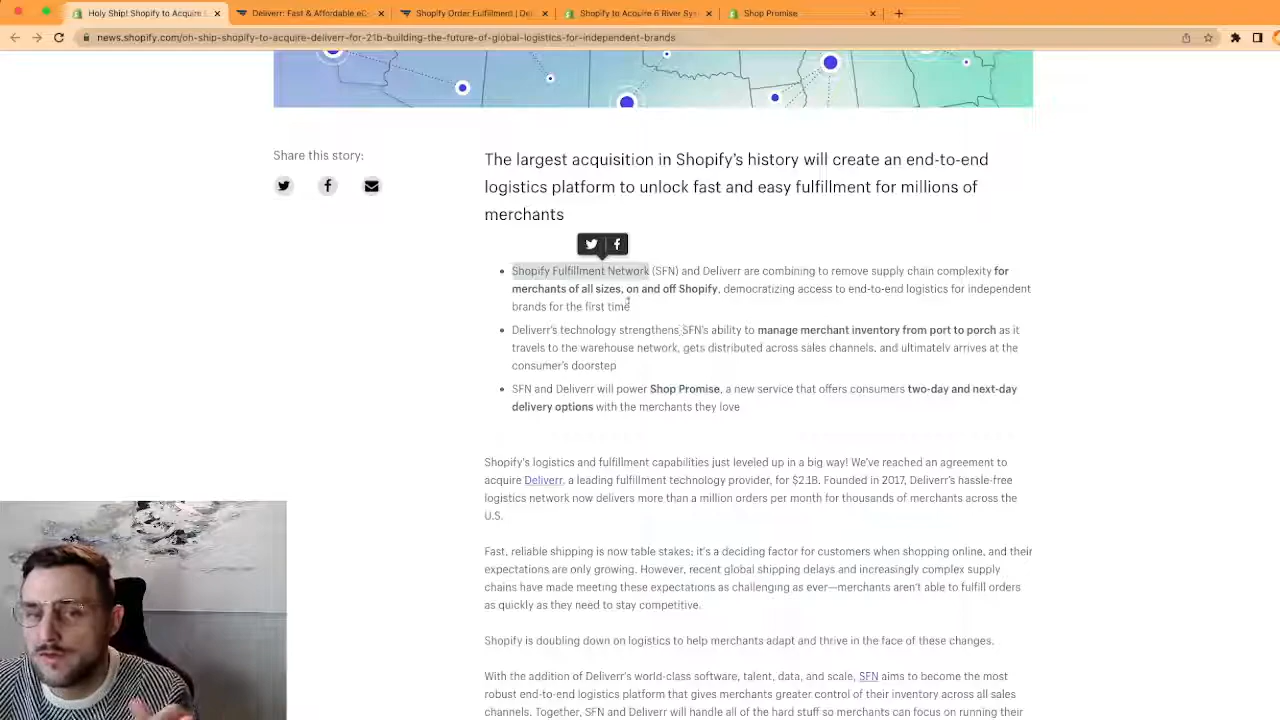 Holy Ship! Shopify to Acquire
Deliverr: Fast & Affordable eC
Shopify Order Fulfillment | Deli
Shopify to Acquire 6 River Sys
Shop Promise
news.shopify.com/oh-ship-shopify-to-acquire-deliverr-for-21b-building-the-future-of-global-logistics-for-independent-brands
Share this story:
The largest acquisition in Shopify's history will create an end-to-end
logistics platform to unlock fast and easy fulfillment for millions of
merchants
Shopify Fulfillment Network (SFN) and Deliverr are combining to remove supply chain complexity for
merchants of all sizes, on and off Shopify, democratizing access to end-to-end logistics for independent
brands for the first time
Deliverr's technology strengthens SFN's ability to manage merchant inventory from port to porch as it
travels to the warehouse network, gets distributed across sales channels, and ultimately arrives at the
consumer's doorstep
SFN and Deliverr will power Shop Promise, a new service that offers consumers two-day and next-day
delivery options with the merchants they love
Shopify's logistics and fulfillment capabilities just leveled up in a big way! We've reached an agreement to
acquire Deliverr, a leading fulfillment technology provider, for $2.1B. Founded in 2017, Deliverr's hassle-free
logistics network now delivers more than a million orders per month for thousands of merchants across the
U.S.
Fast, reliable shipping is now table stakes; it's a deciding factor for customers when shopping online, and their
expectations are only growing. However, recent global shipping delays and increasingly complex supply
chains have made meeting these expectations as challenging as ever—merchants aren't able to fulfill orders
as quickly as they need to stay competitive.
Shopify is doubling down on logistics to help merchants adapt and thrive in the face of these changes.
With the addition of Deliverr's world-class software, talent, data, and scale, SFN aims to become the most
robust end-to-end logistics platform that gives merchants greater control of their inventory across all sales
channels. Together, SFN and Deliverr will handle all of the hard stuff so merchants can focus on running their